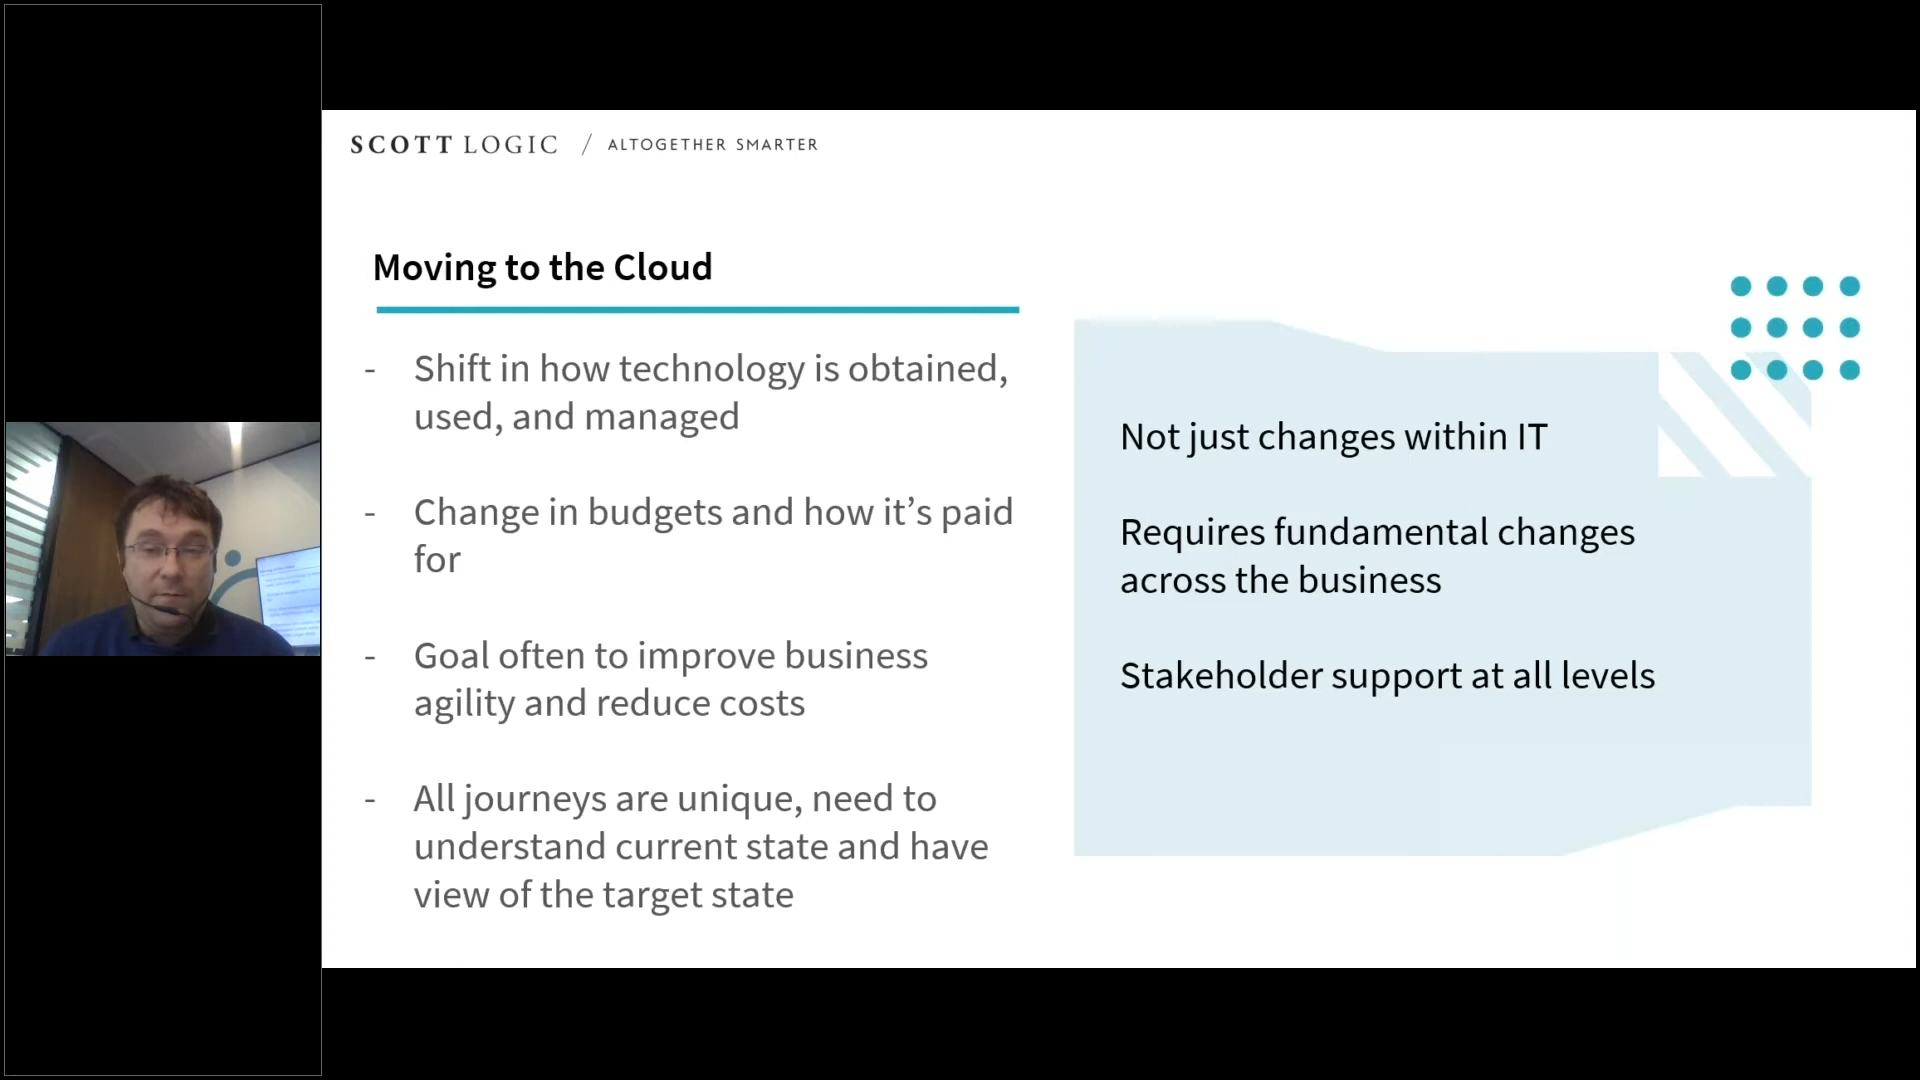 SCOTT LOGIC / ALTOGETHER SMARTER
Moving to the Cloud
- Shift in how technology is obtained,
used, and managed
- Change in budgets and how it’s paid
for
- Goal often to improve business
agility and reduce costs
- All journeys are unique, need to
understand current state and have
view of the target state
Not just changes within IT
Requires fundamental changes
across the business
Stakeholder support at all levels